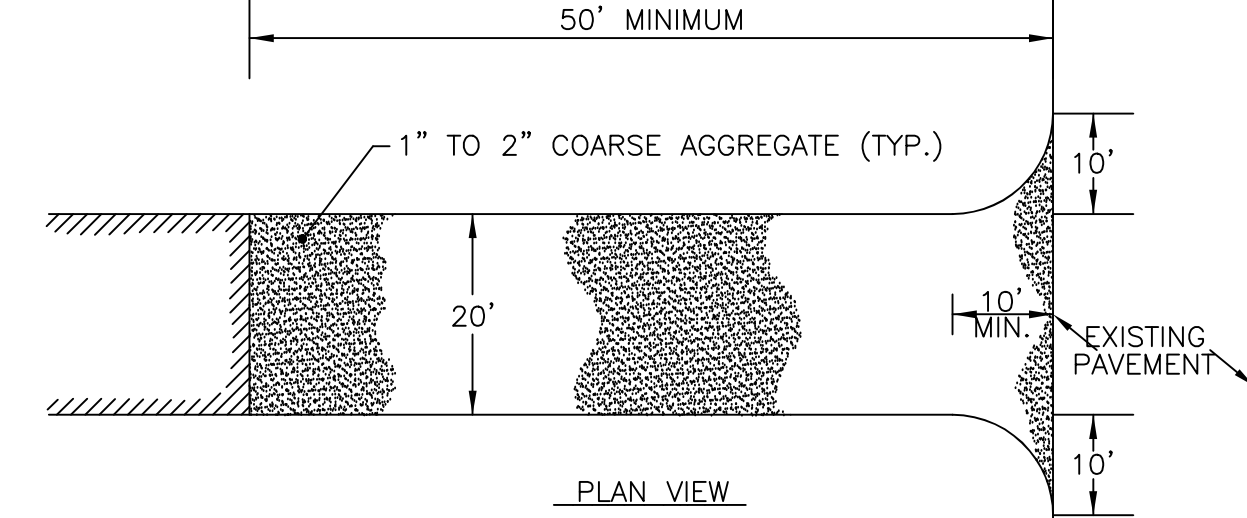 50' MINIMUM
1” TO 2” COARSE AGGREGATE (TYP.)
10'
20'
10'
MIN.
EXISTING
PAVEMENT
10'
PLAN VIEW